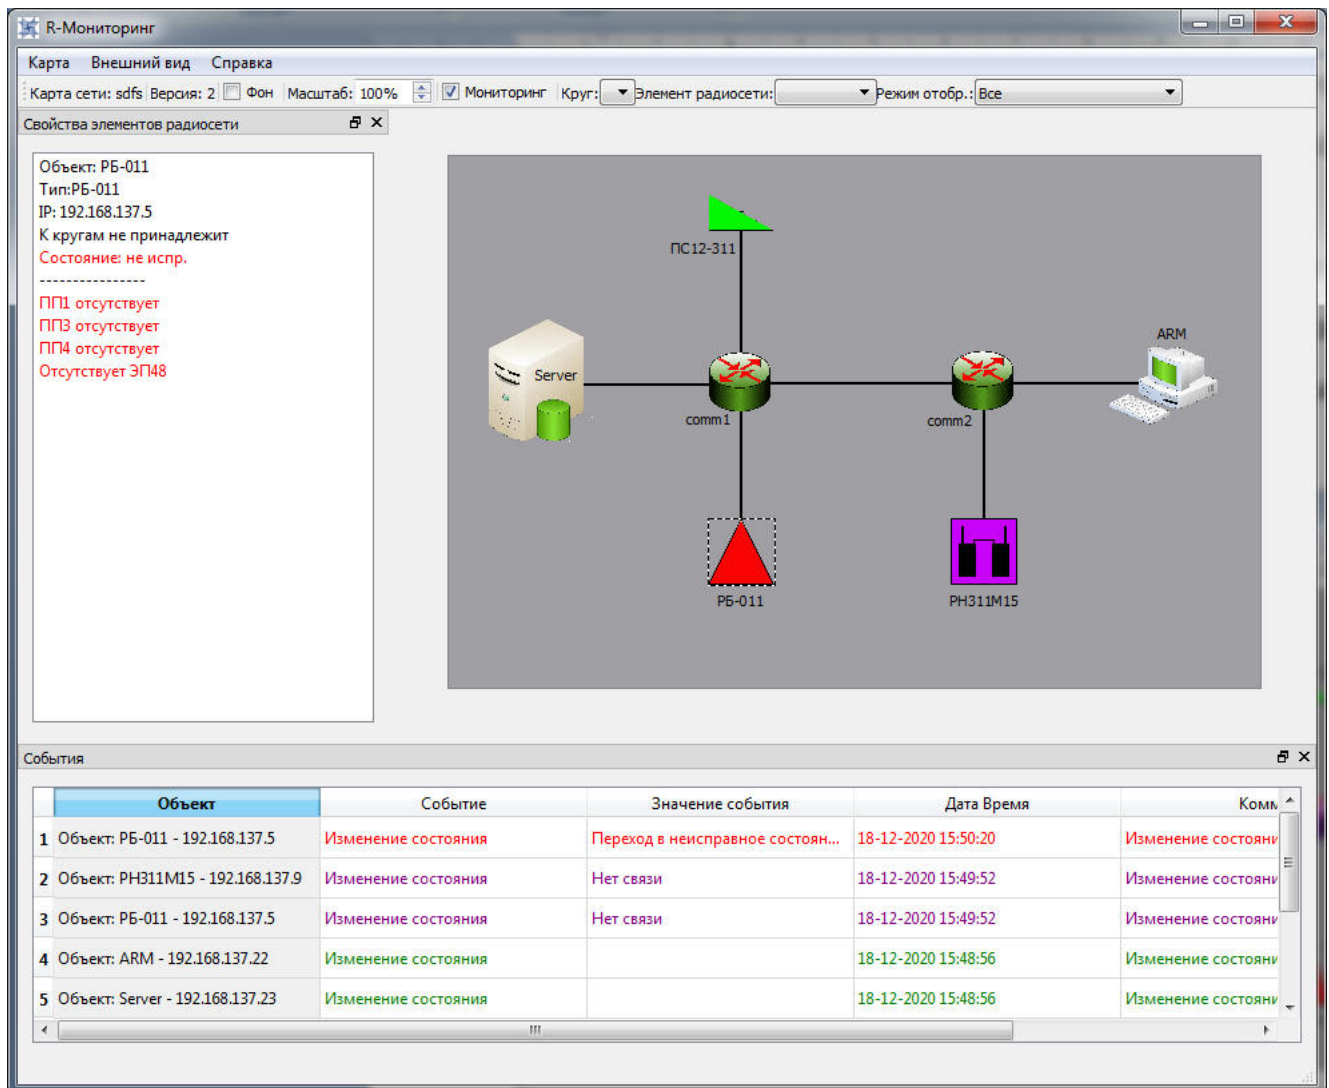 R-Мониторинг
Карта Внешний вид Справка
Карта сети: sdfs Версия: 2 Фон Масштаб: 100% Мониторинг Круг: Элемент радиосети: Режим отобр.: Все
Свойства элементов радиосети
Объект: РБ-011
Тип:РБ-011
IP: 192.168.137.5
К кругам не принадлежит
Состояние: не испр.
----------------
ПП1 отсутствует
ПП3 отсутствует
ПП4 отсутствует
Отсутствует ЭП48
ПС12-311
Server
comm1
comm2
ARM
РБ-011
РН311М15
События
Объект Событие Значение события Дата Время Комм
1 Объект: РБ-011 - 192.168.137.5 Изменение состояния Переход в неисправное состоян... 18-12-2020 15:50:20 Изменение состояни
2 Объект: РН311М15 - 192.168.137.9 Изменение состояния Нет связи 18-12-2020 15:49:52 Изменение состояни
3 Объект: РБ-011 - 192.168.137.5 Изменение состояния Нет связи 18-12-2020 15:49:52 Изменение состояни
4 Объект: ARM - 192.168.137.22 Изменение состояния 18-12-2020 15:48:56 Изменение состояни
5 Объект: Server - 192.168.137.23 Изменение состояния 18-12-2020 15:48:56 Изменение состояни